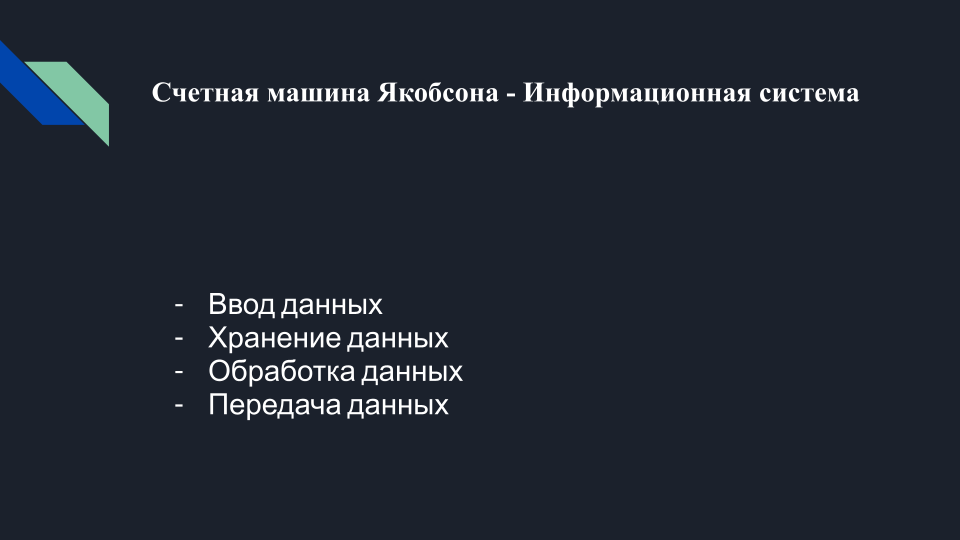 Счетная машина Якобсона - Информационная система
- Ввод данных
- Хранение данных
- Обработка данных
- Передача данных